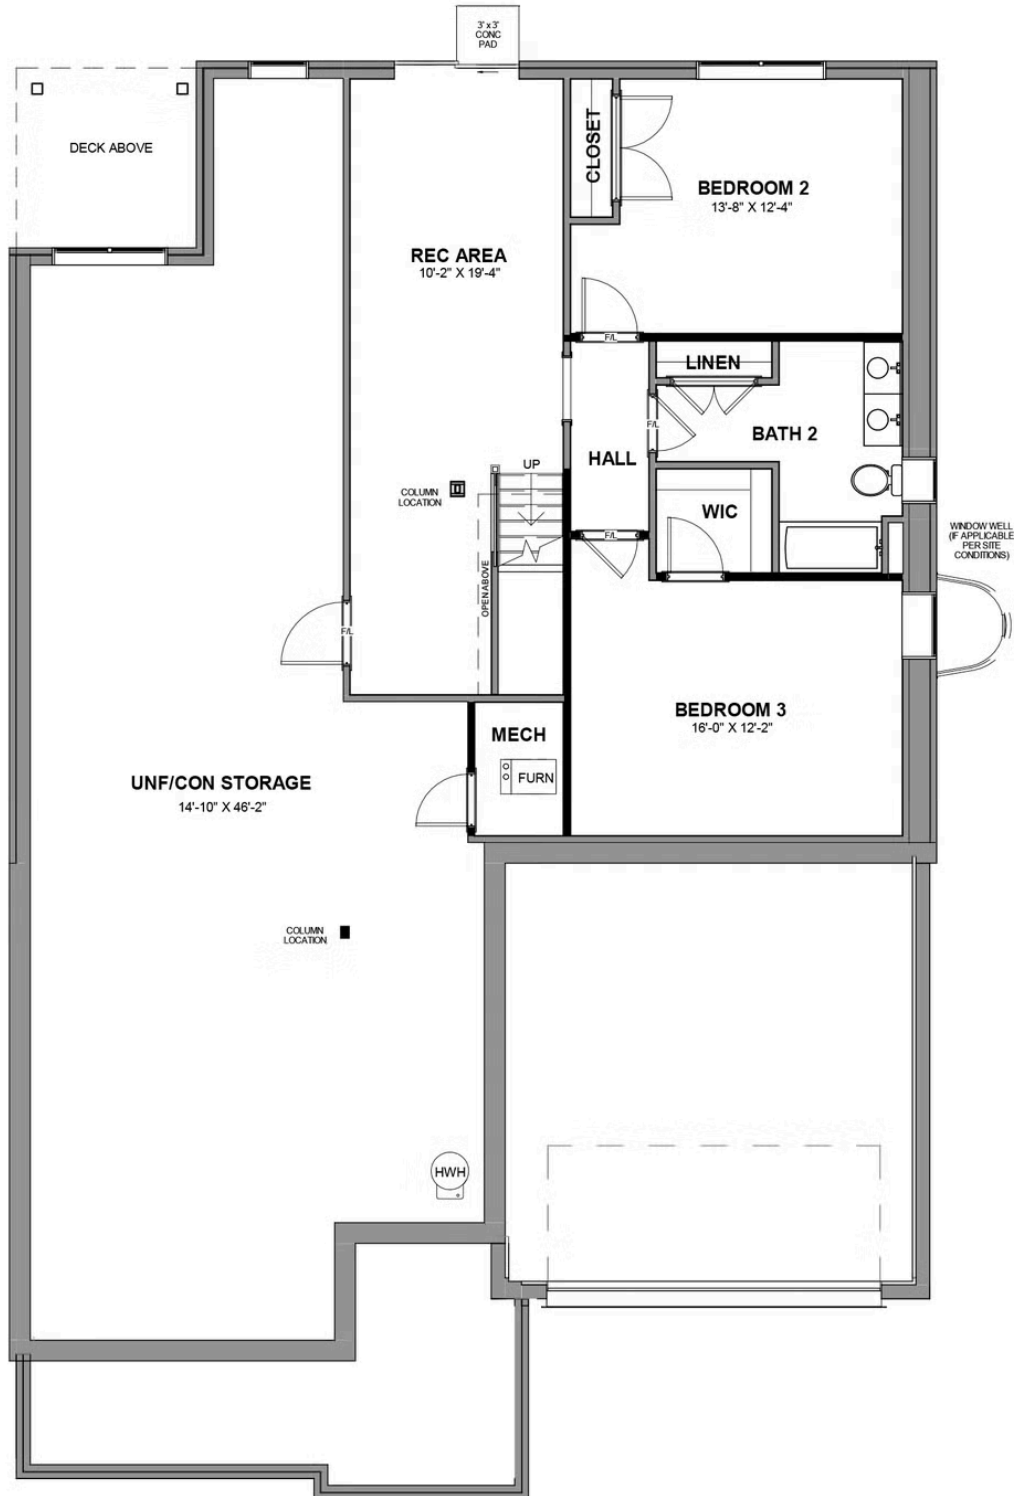 3' x 3'
CONC
PAD
DECK ABOVE
CLOSET
BEDROOM 2
13'-8" X 12'-4"
REC AREA
10'-2" X 19'-4"
F/L
LINEN
F/L
BATH 2
HALL
UP
COLUMN
LOCATION
WIC
F/L
WINDOW WELL
(IF APPLICABLE
PER SITE
CONDITIONS)
OPEN ABOVE
F/L
BEDROOM 3
16'-0" X 12'-2"
MECH
FURN
UNF/CON STORAGE
14'-10" X 46'-2"
COLUMN
LOCATION
HWH